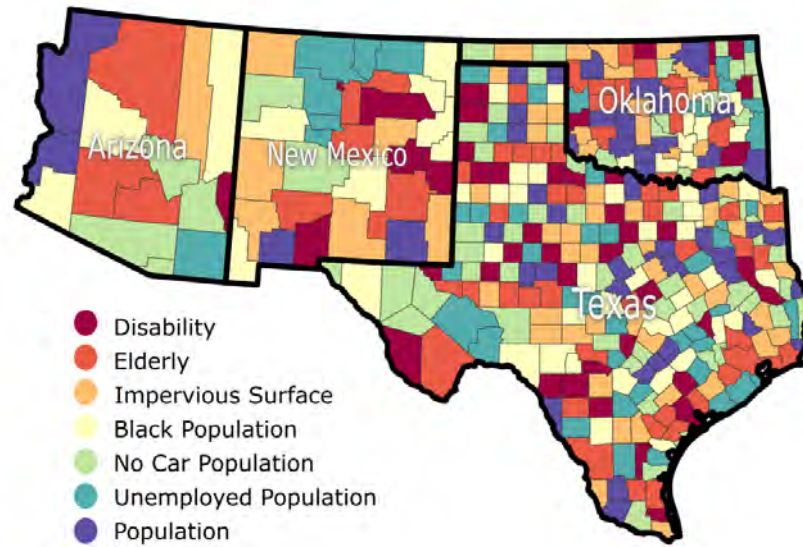 Oklahoma
Arizona
New Mexico
Texas
Disability
Elderly
Impervious Surface
Black Population
No Car Population
Unemployed Population
Population